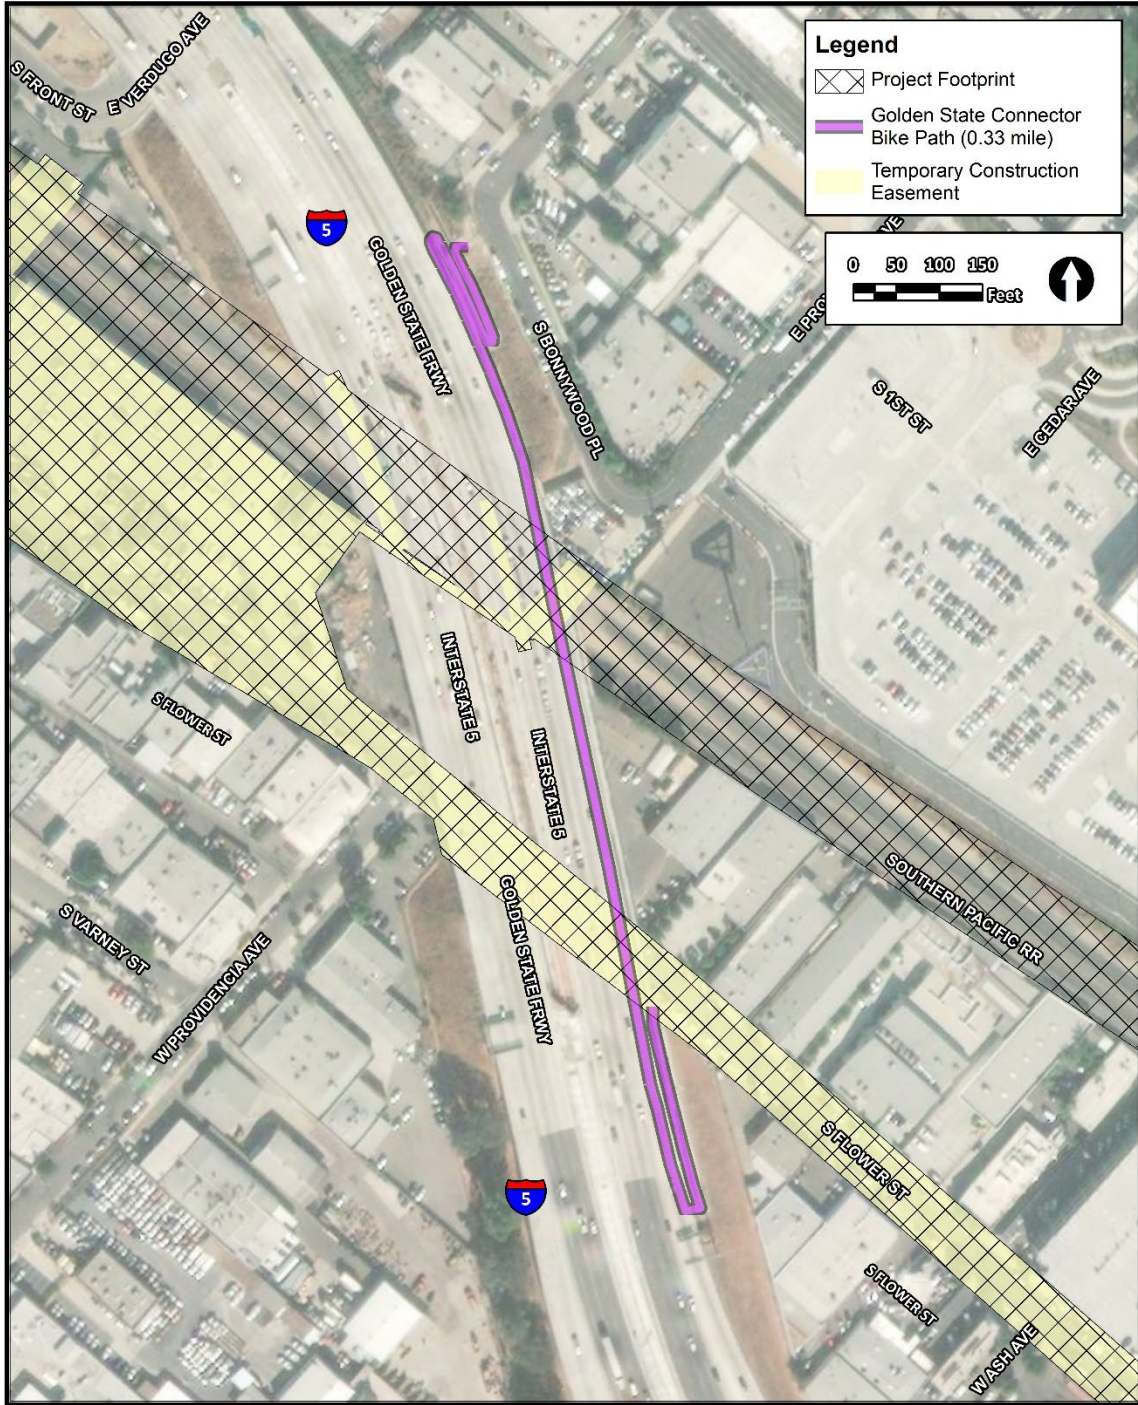 Legend
Project Footprint
Golden State Connector
Bike Path (0.33 mile)
Temporary Construction
Easement
0 50 100 150
Feet
S FRONT ST
E VERDUGO AVE
5
GOLDEN STATE FRWY
S BONNYWOOD PL
E PRO
AVE
S 1ST ST
E CEDAR AVE
INTERSTATE 5
INTERSTATE 5
S FLOWER ST
GOLDEN STATE FRWY
SOUTHERN PACIFIC RR
S VARNEY ST
W PROVIDENCIA AVE
S FLOWER ST
5
S FLOWER ST
W ASH AVE